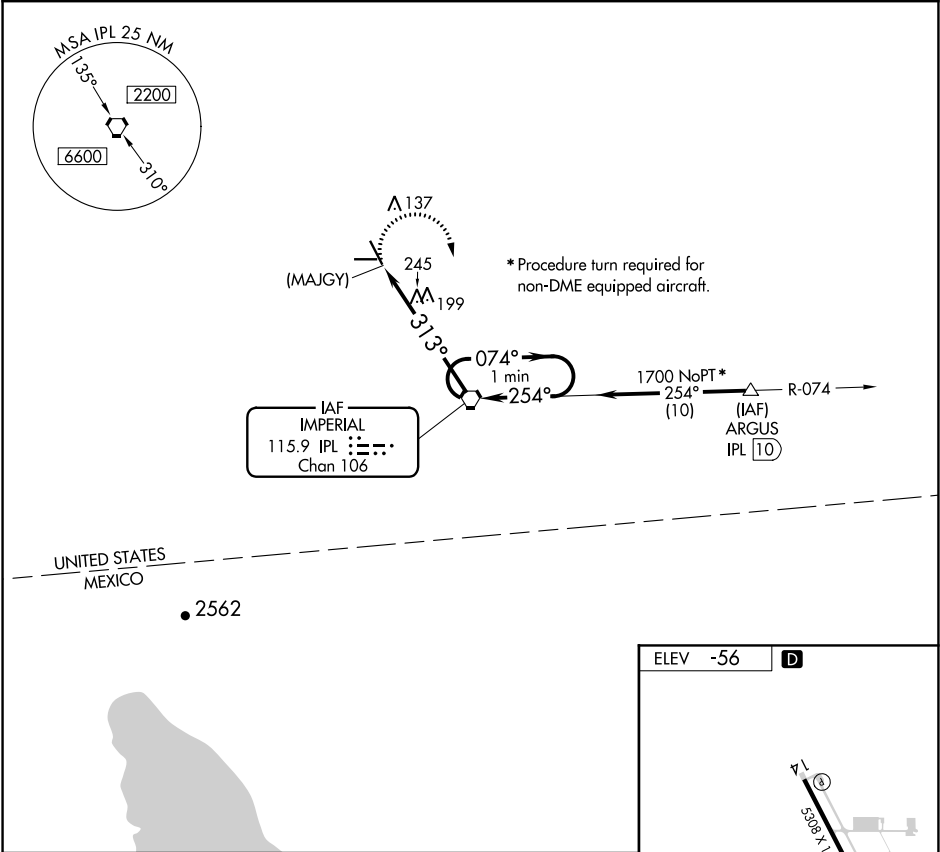 MSA IPL 25 NM
135°
2200
6600
310°
137
(MAJGY)
245
199
* Procedure turn required for
non-DME equipped aircraft.
313°
074°
1 min
254°
1700 NoPT *
254°
(10)
R-074
(IAF)
ARGUS
IPL 10
IAF
IMPERIAL
115.9 IPL
Chan 106
UNITED STATES
MEXICO
2562
ELEV -56
D
14
5308 X 1